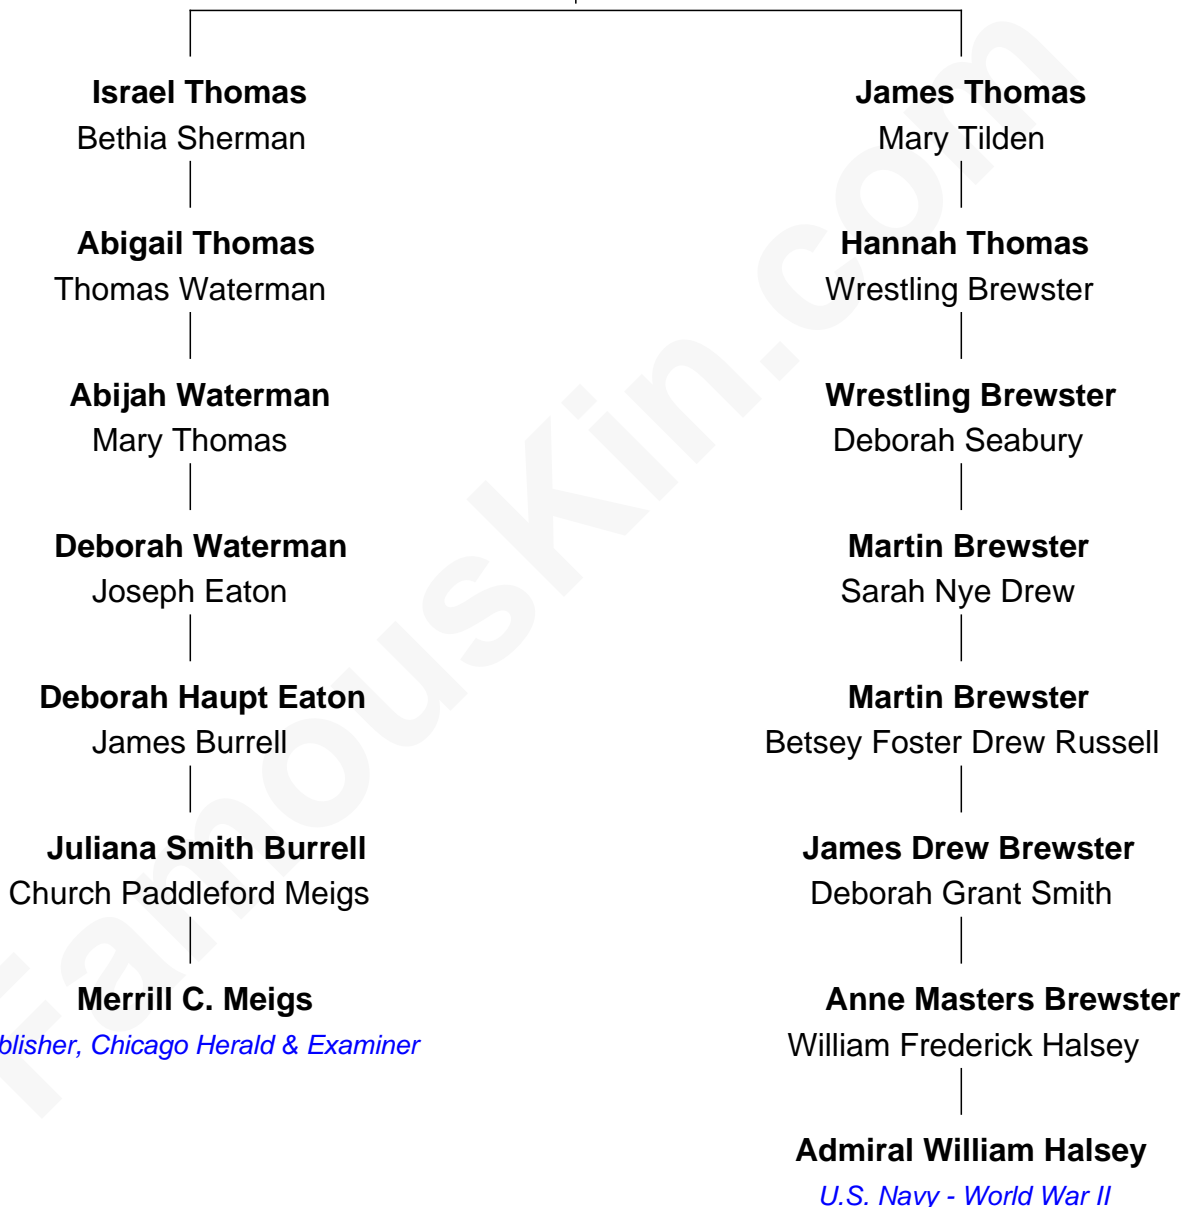 Israel Thomas
Bethia Sherman
Abigail Thomas
Thomas Waterman
Abijah Waterman
Mary Thomas
Deborah Waterman
Joseph Eaton
Deborah Haupt Eaton
James Burrell
Juliana Smith Burrell
Church Paddleford Meigs
Merrill C. Meigs
blisher, Chicago Herald & Examiner
James Thomas
Mary Tilden
Hannah Thomas
Wrestling Brewster
Wrestling Brewster
Deborah Seabury
Martin Brewster
Sarah Nye Drew
Martin Brewster
Betsey Foster Drew Russell
James Drew Brewster
Deborah Grant Smith
Anne Masters Brewster
William Frederick Halsey
Admiral William Halsey
U.S. Navy - World War II
FamousKin.com